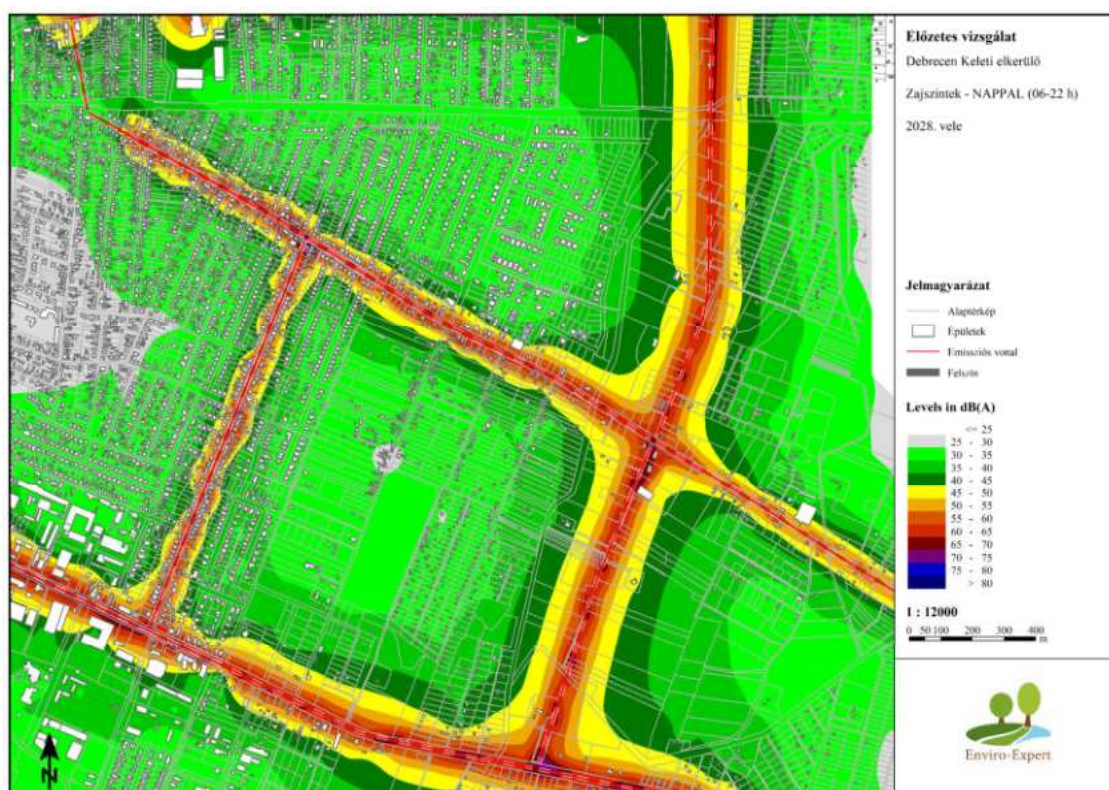 Előzetes vizsgálat
Debrecen Keleti elkerülő
Zajszintek - NAPPAL (06-22 h)
2028. vele
Jelmagyarázat
Alaptérkép
Épületek
Emissziós vonal
Felszín
Levels in dB(A)
<= 25
25 - 30
30 - 35
35 - 40
40 - 45
45 - 50
50 - 55
55 - 60
60 - 65
65 - 70
70 - 75
75 - 80
> 80
1 : 12000
0 50 100 200 300 400
m
Enviro-Expert
N